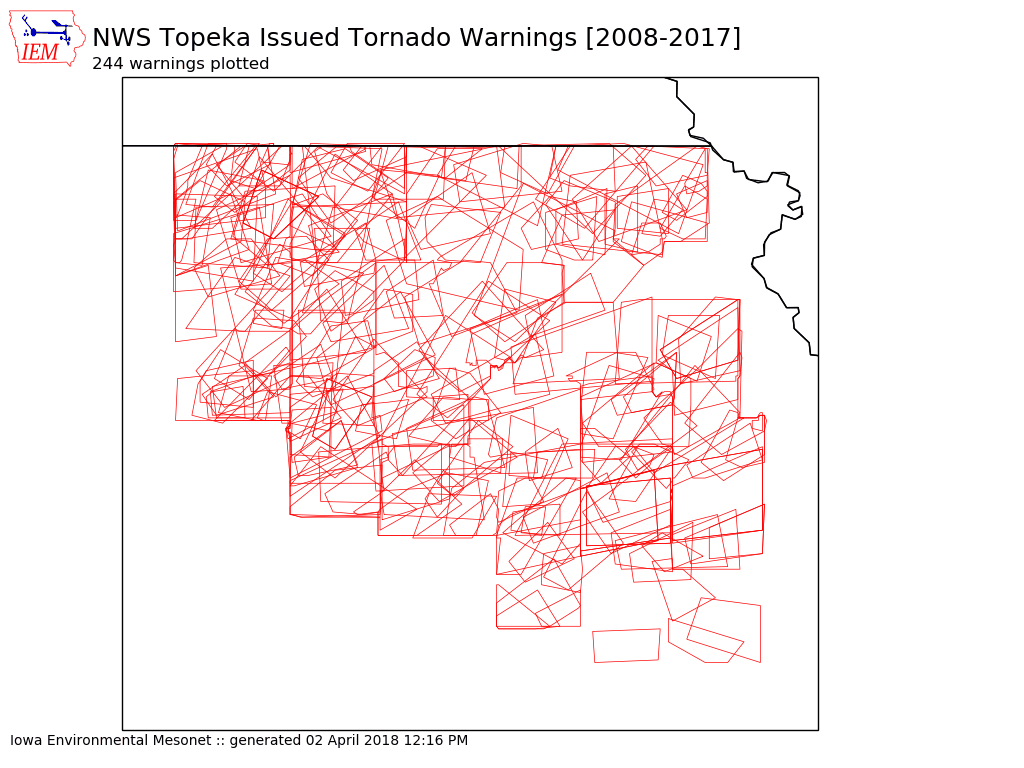 IEM
NWS Topeka Issued Tornado Warnings [2008-2017]
244 warnings plotted
Iowa Environmental Mesonet :: generated 02 April 2018 12:16 PM